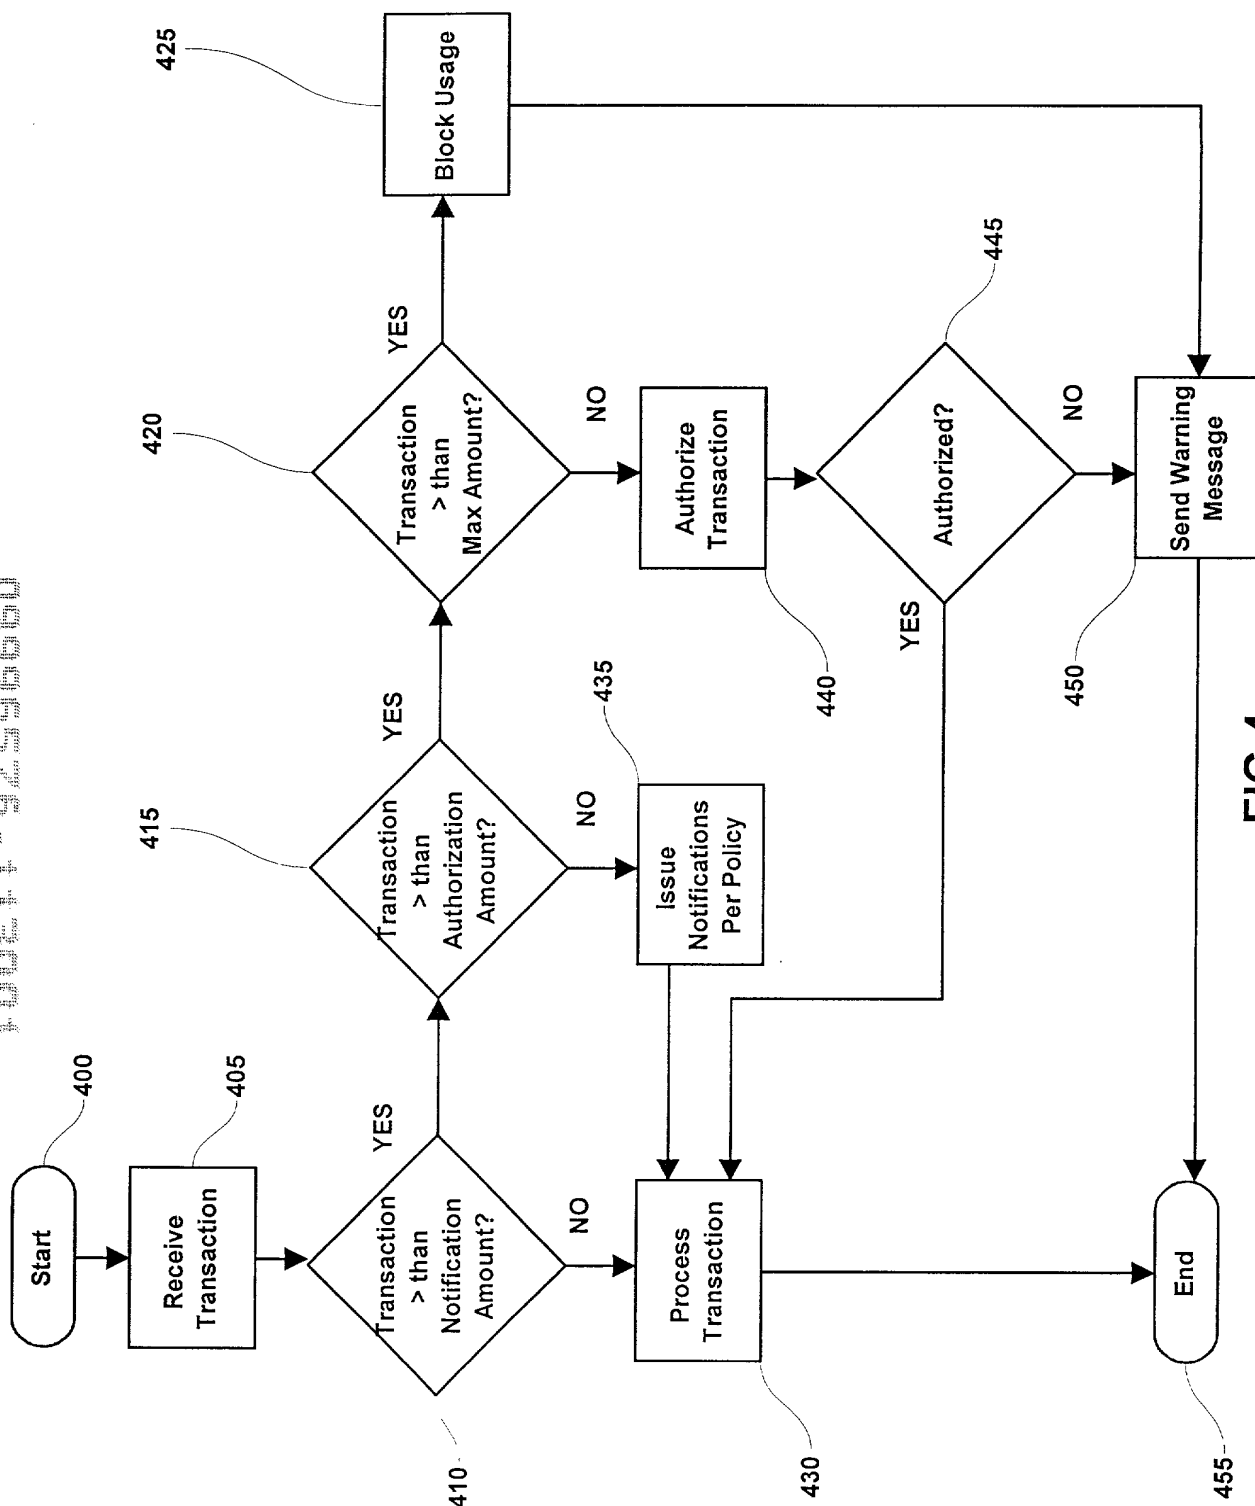 Start
400
Receive
Transaction
405
Transaction
> than
Notification
Amount?
410
YES
NO
Transaction
> than
Authorization
Amount?
415
YES
NO
Transaction
> than
Max Amount?
420
YES
NO
Block Usage
425
Process
Transaction
430
Issue
Notifications
Per Policy
435
Authorize
Transaction
440
Authorized?
445
YES
NO
Send Warning
Message
450
End
455